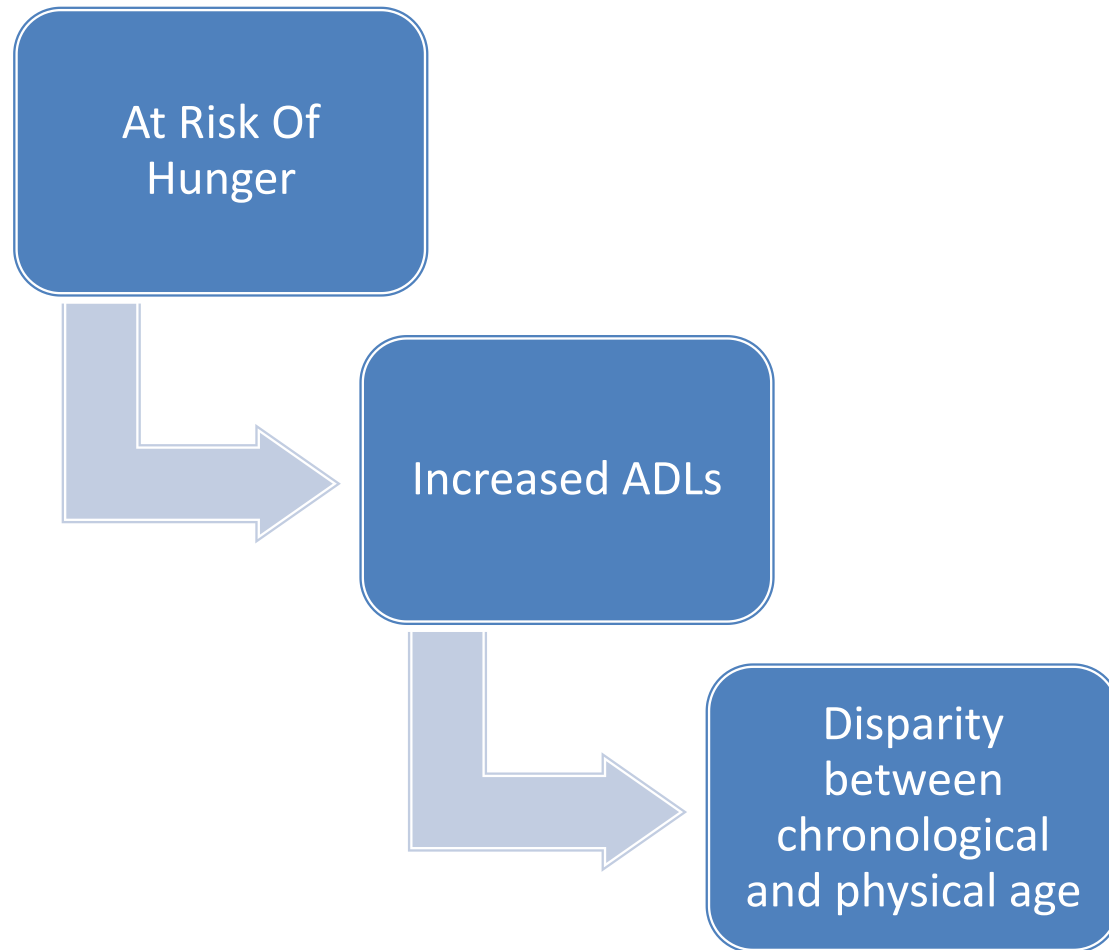 At Risk Of
Hunger
Increased ADLs
Disparity
between
chronological
and physical age